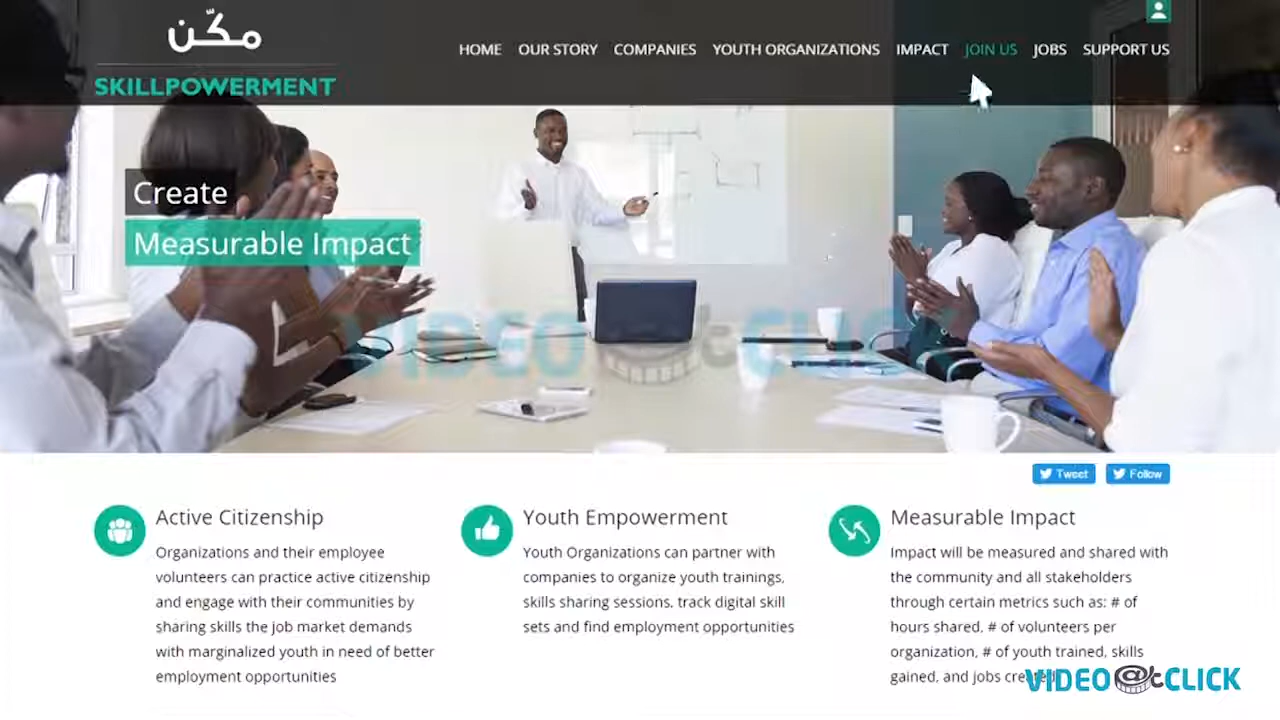 مكّن
SKILLPOWERMENT
HOME OUR STORY COMPANIES YOUTH ORGANIZATIONS IMPACT JOIN US JOBS SUPPORT US
Create
Measurable Impact
VIDEO@CLICK
Tweet Follow
Active Citizenship
Organizations and their employee
volunteers can practice active citizenship
and engage with their communities by
sharing skills the job market demands
with marginalized youth in need of better
employment opportunities
Youth Empowerment
Youth Organizations can partner with
companies to organize youth trainings,
skills sharing sessions, track digital skill
sets and find employment opportunities
Measurable Impact
Impact will be measured and shared with
the community and all stakeholders
through certain metrics such as: # of
hours shared, # of volunteers per
organization, # of youth trained, skills
gained, and jobs created
VIDEO@CLICK